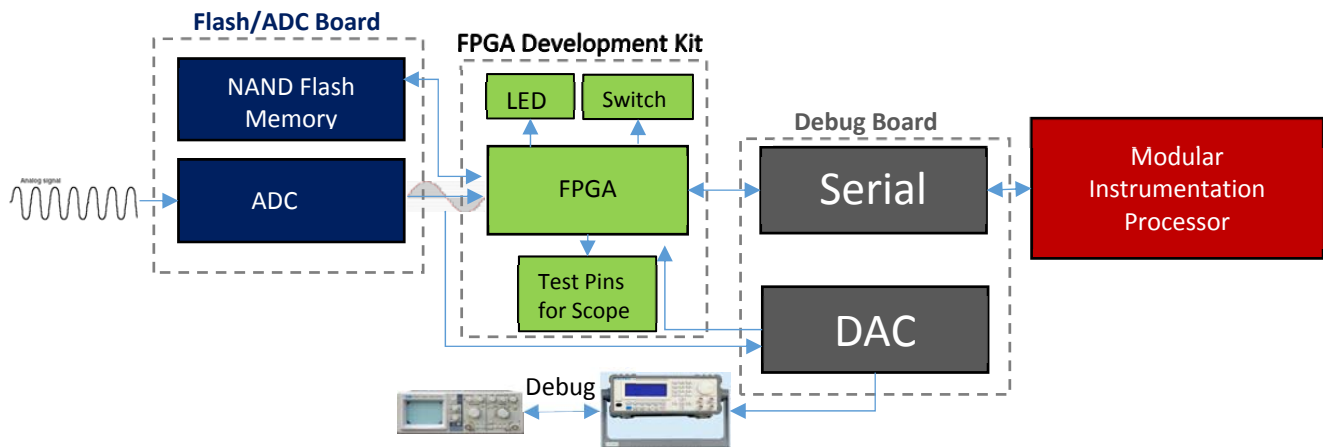 Flash/ADC Board
FPGA Development Kit
NAND Flash
Memory
LED
Switch
Debug Board
Modular
Instrumentation
Processor
Analog signal
ADC
FPGA
Serial
Test Pins
for Scope
DAC
Debug